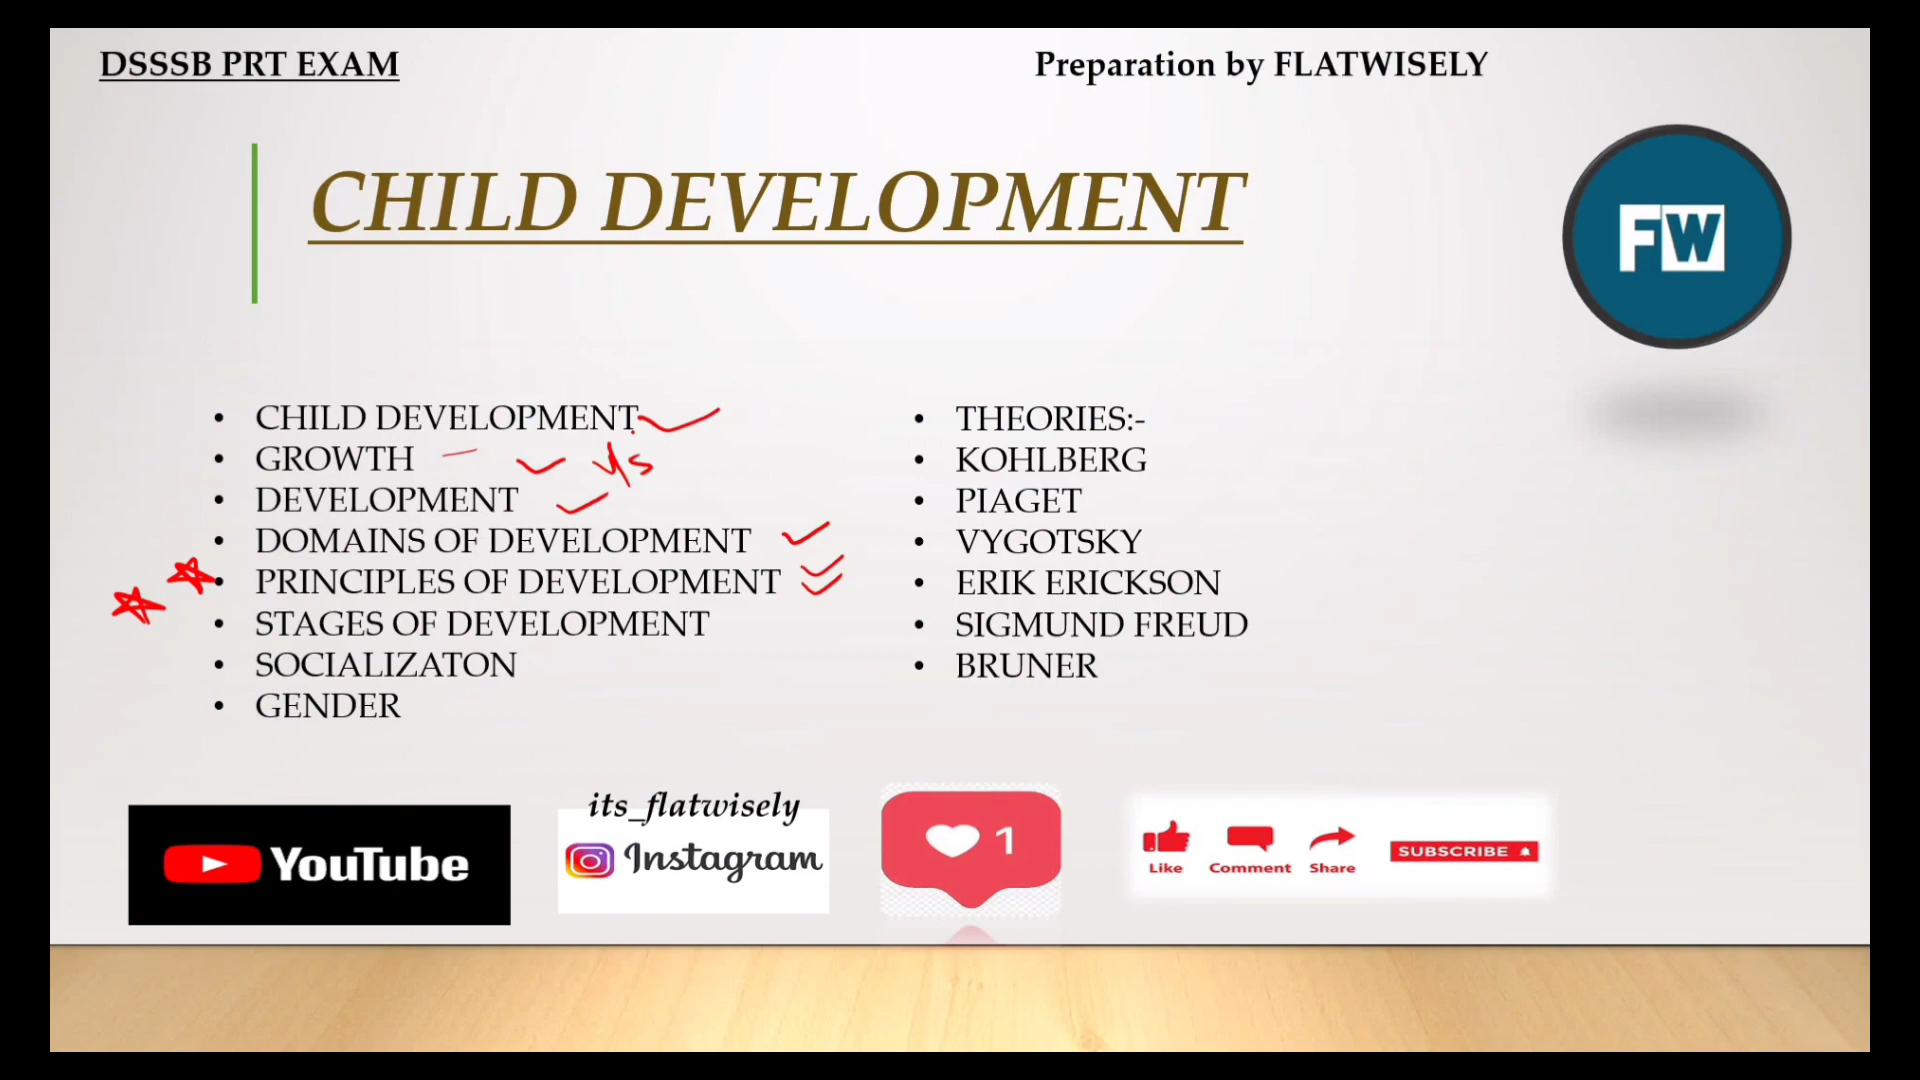 DSSSB PRT EXAM
Preparation by FLATWISELY
CHILD DEVELOPMENT
FW
• CHILD DEVELOPMENT
• GROWTH Vs
• DEVELOPMENT
• DOMAINS OF DEVELOPMENT
• PRINCIPLES OF DEVELOPMENT
• STAGES OF DEVELOPMENT
• SOCIALIZATON
• GENDER
• THEORIES:-
• KOHLBERG
• PIAGET
• VYGOTSKY
• ERIK ERICKSON
• SIGMUND FREUD
• BRUNER
YouTube
its_flatwisely
Instagram
1
Like Comment Share SUBSCRIBE